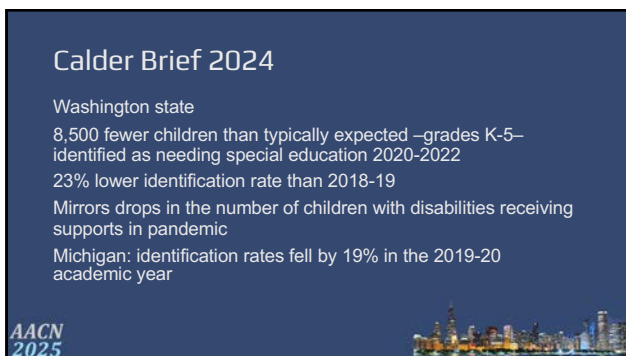 Calder Brief 2024
Washington state
8,500 fewer children than typically expected –grades K-5–
identified as needing special education 2020-2022
23% lower identification rate than 2018-19
Mirrors drops in the number of children with disabilities receiving
supports in pandemic
Michigan: identification rates fell by 19% in the 2019-20
academic year
AACN
2025